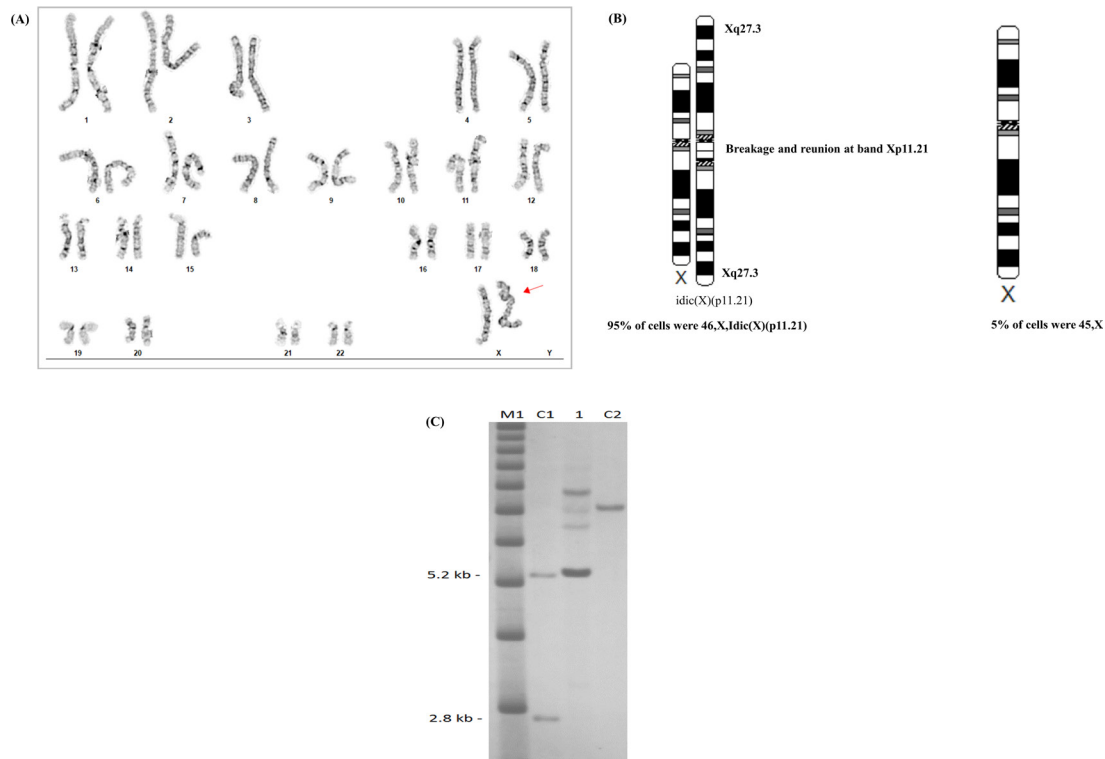 (A)
1 2 3 4 5
6 7 8 9 10 11 12
13 14 15 16 17 18
19 20 21 22 X Y
(B)
Xq27.3
Breakage and reunion at band Xp11.21
Xq27.3
X
idic(X)(p11.21)
95% of cells were 46,X,Idic(X)(p11.21)
X
5% of cells were 45,X
(C)
M1 C1 1 C2
5.2 kb -
2.8 kb -